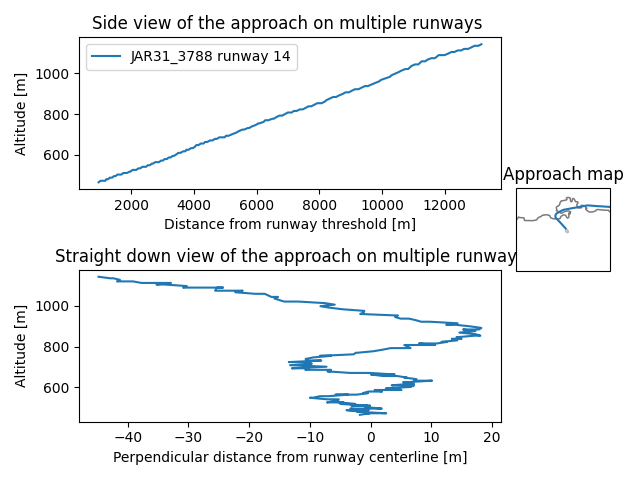 Side view of the approach on multiple runways
JAR31_3788 runway 14
Altitude [m]
1000
800
600
2000 4000 6000 8000 10000 12000
Distance from runway threshold [m]
Approach map
Straight down view of the approach on multiple runway
Altitude [m]
1000
800
600
−40 −30 −20 −10 0 10 20
Perpendicular distance from runway centerline [m]